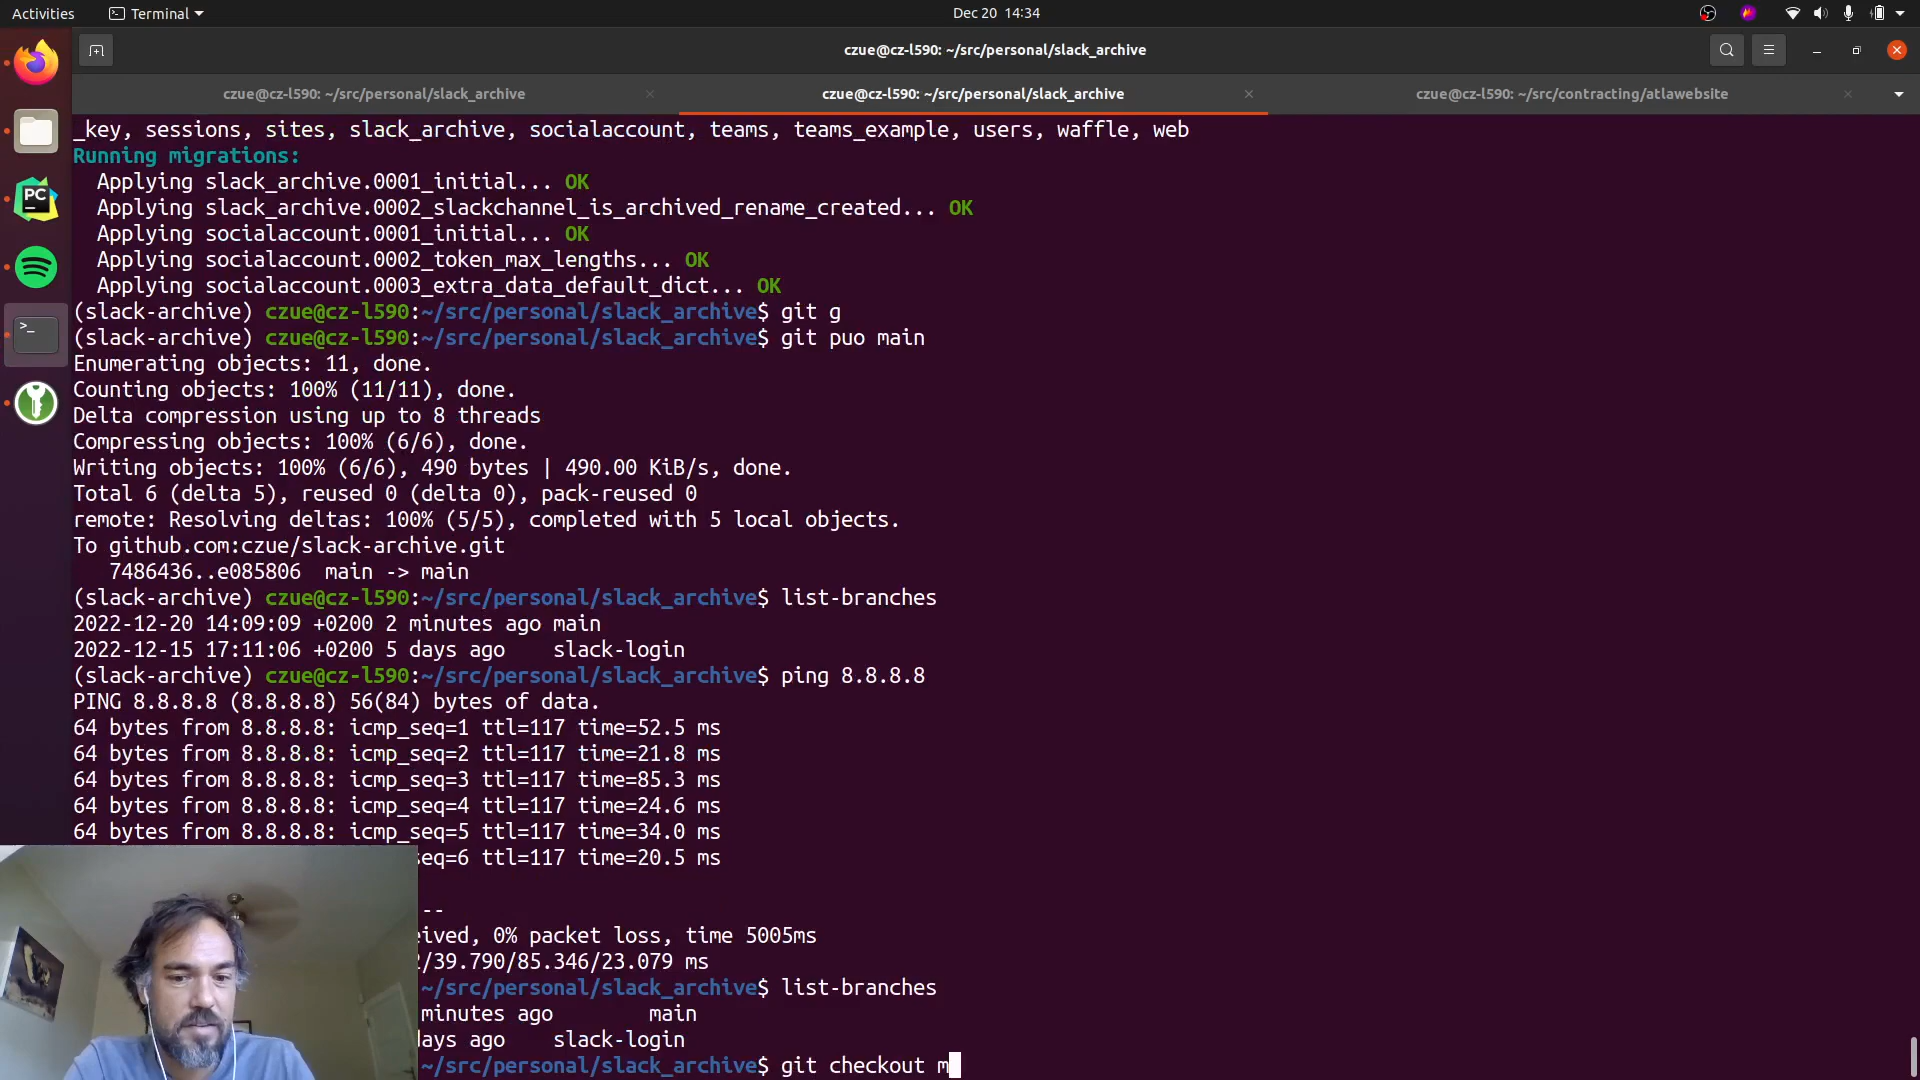 Activities
Terminal
Dec 20 14:34
czue@cz-l590: ~/src/personal/slack_archive
czue@cz-l590: ~/src/personal/slack_archive
czue@cz-l590: ~/src/personal/slack_archive
czue@cz-l590: ~/src/contracting/atlawebsite
PC
_key, sessions, sites, slack_archive, socialaccount, teams, teams_example, users, waffle, web
Running migrations:
Applying slack_archive.0001_initial... OK
Applying slack_archive.0002_slackchannel_is_archived_rename_created... OK
Applying socialaccount.0001_initial... OK
Applying socialaccount.0002_token_max_lengths... OK
Applying socialaccount.0003_extra_data_default_dict... OK
(slack-archive) czue@cz-l590:~/src/personal/slack_archive$ git g
(slack-archive) czue@cz-l590:~/src/personal/slack_archive$ git puo main
Enumerating objects: 11, done.
Counting objects: 100% (11/11), done.
Delta compression using up to 8 threads
Compressing objects: 100% (6/6), done.
Writing objects: 100% (6/6), 490 bytes | 490.00 KiB/s, done.
Total 6 (delta 5), reused 0 (delta 0), pack-reused 0
remote: Resolving deltas: 100% (5/5), completed with 5 local objects.
To github.com:czue/slack-archive.git
7486436..e085806 main -> main
(slack-archive) czue@cz-l590:~/src/personal/slack_archive$ list-branches
2022-12-20 14:09:09 +0200 2 minutes ago main
2022-12-15 17:11:06 +0200 5 days ago slack-login
(slack-archive) czue@cz-l590:~/src/personal/slack_archive$ ping 8.8.8.8
PING 8.8.8.8 (8.8.8.8) 56(84) bytes of data.
64 bytes from 8.8.8.8: icmp_seq=1 ttl=117 time=52.5 ms
64 bytes from 8.8.8.8: icmp_seq=2 ttl=117 time=21.8 ms
64 bytes from 8.8.8.8: icmp_seq=3 ttl=117 time=85.3 ms
64 bytes from 8.8.8.8: icmp_seq=4 ttl=117 time=24.6 ms
64 bytes from 8.8.8.8: icmp_seq=5 ttl=117 time=34.0 ms
seq=6 ttl=117 time=20.5 ms
--
eived, 0% packet loss, time 5005ms
2/39.790/85.346/23.079 ms
~/src/personal/slack_archive$ list-branches
minutes ago main
days ago slack-login
~/src/personal/slack_archive$ git checkout m